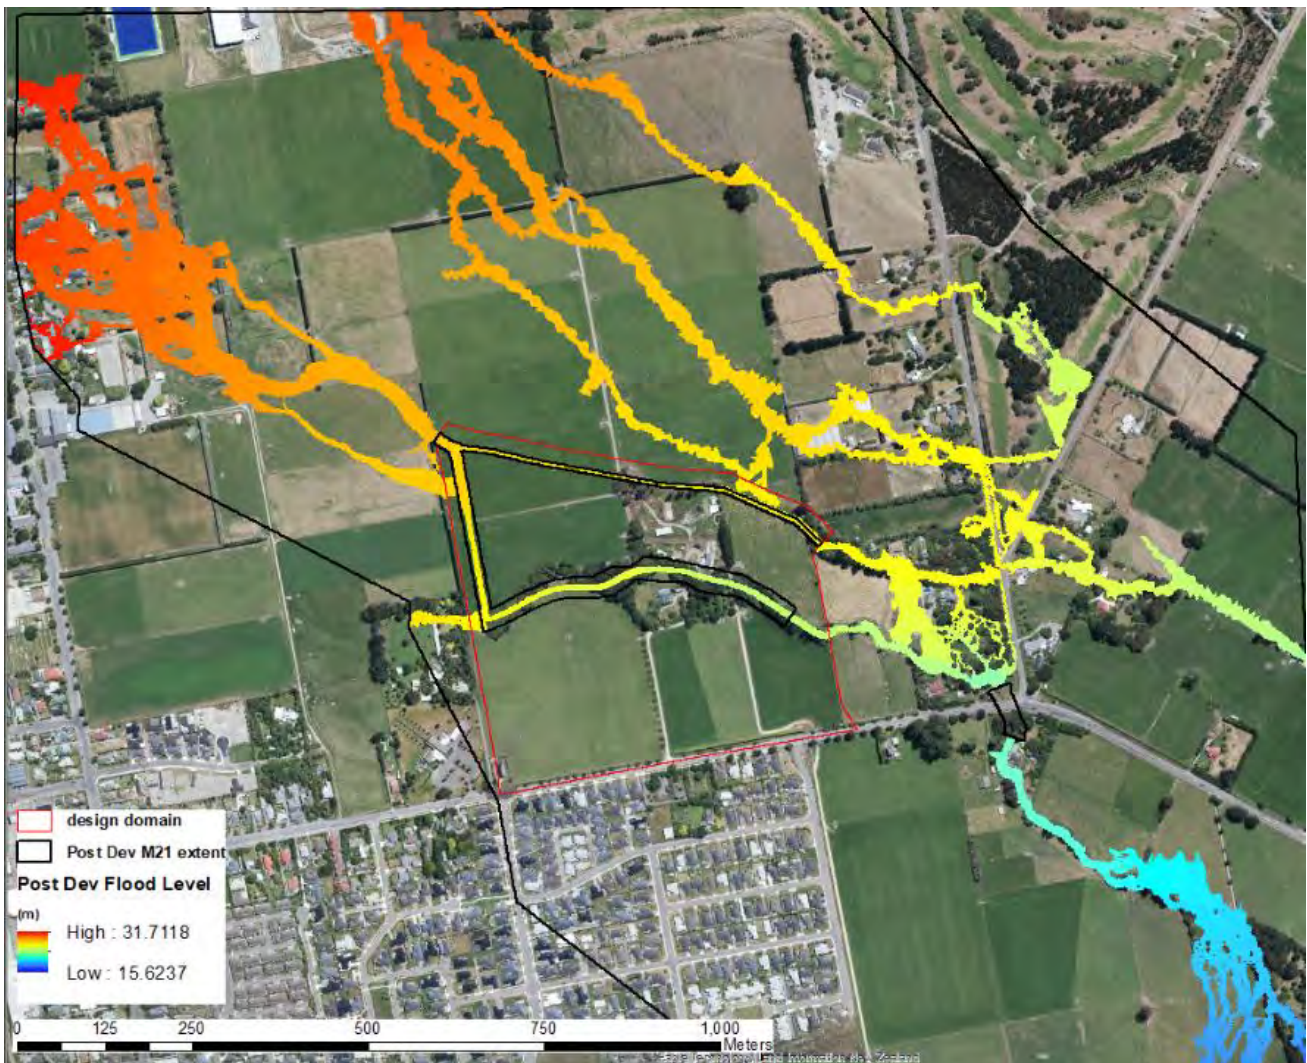 design domain
Post Dev M21 extent
Post Dev Flood Level
(m)
High : 31.7118
Low : 15.6237
0 125 250 500 750 1,000
Meters